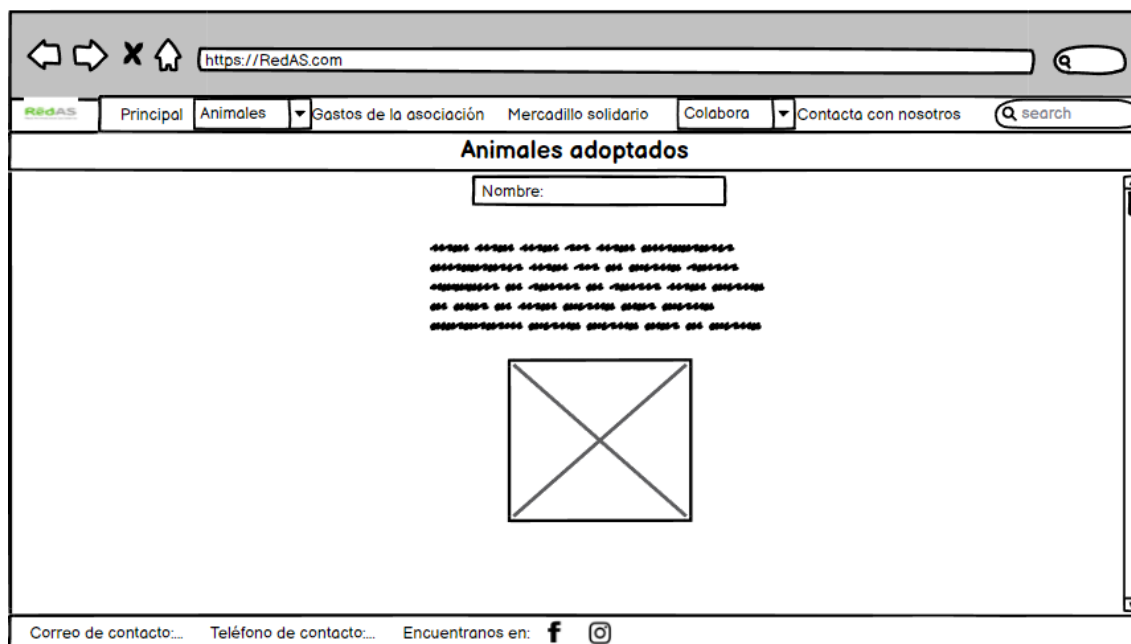 https://RedAS.com
RedAS
Principal Animales Gastos de la asociación Mercadillo solidario Colabora Contacta con nosotros search
Animales adoptados
Nombre:
Correo de contacto:... Teléfono de contacto:... Encuentranos en: